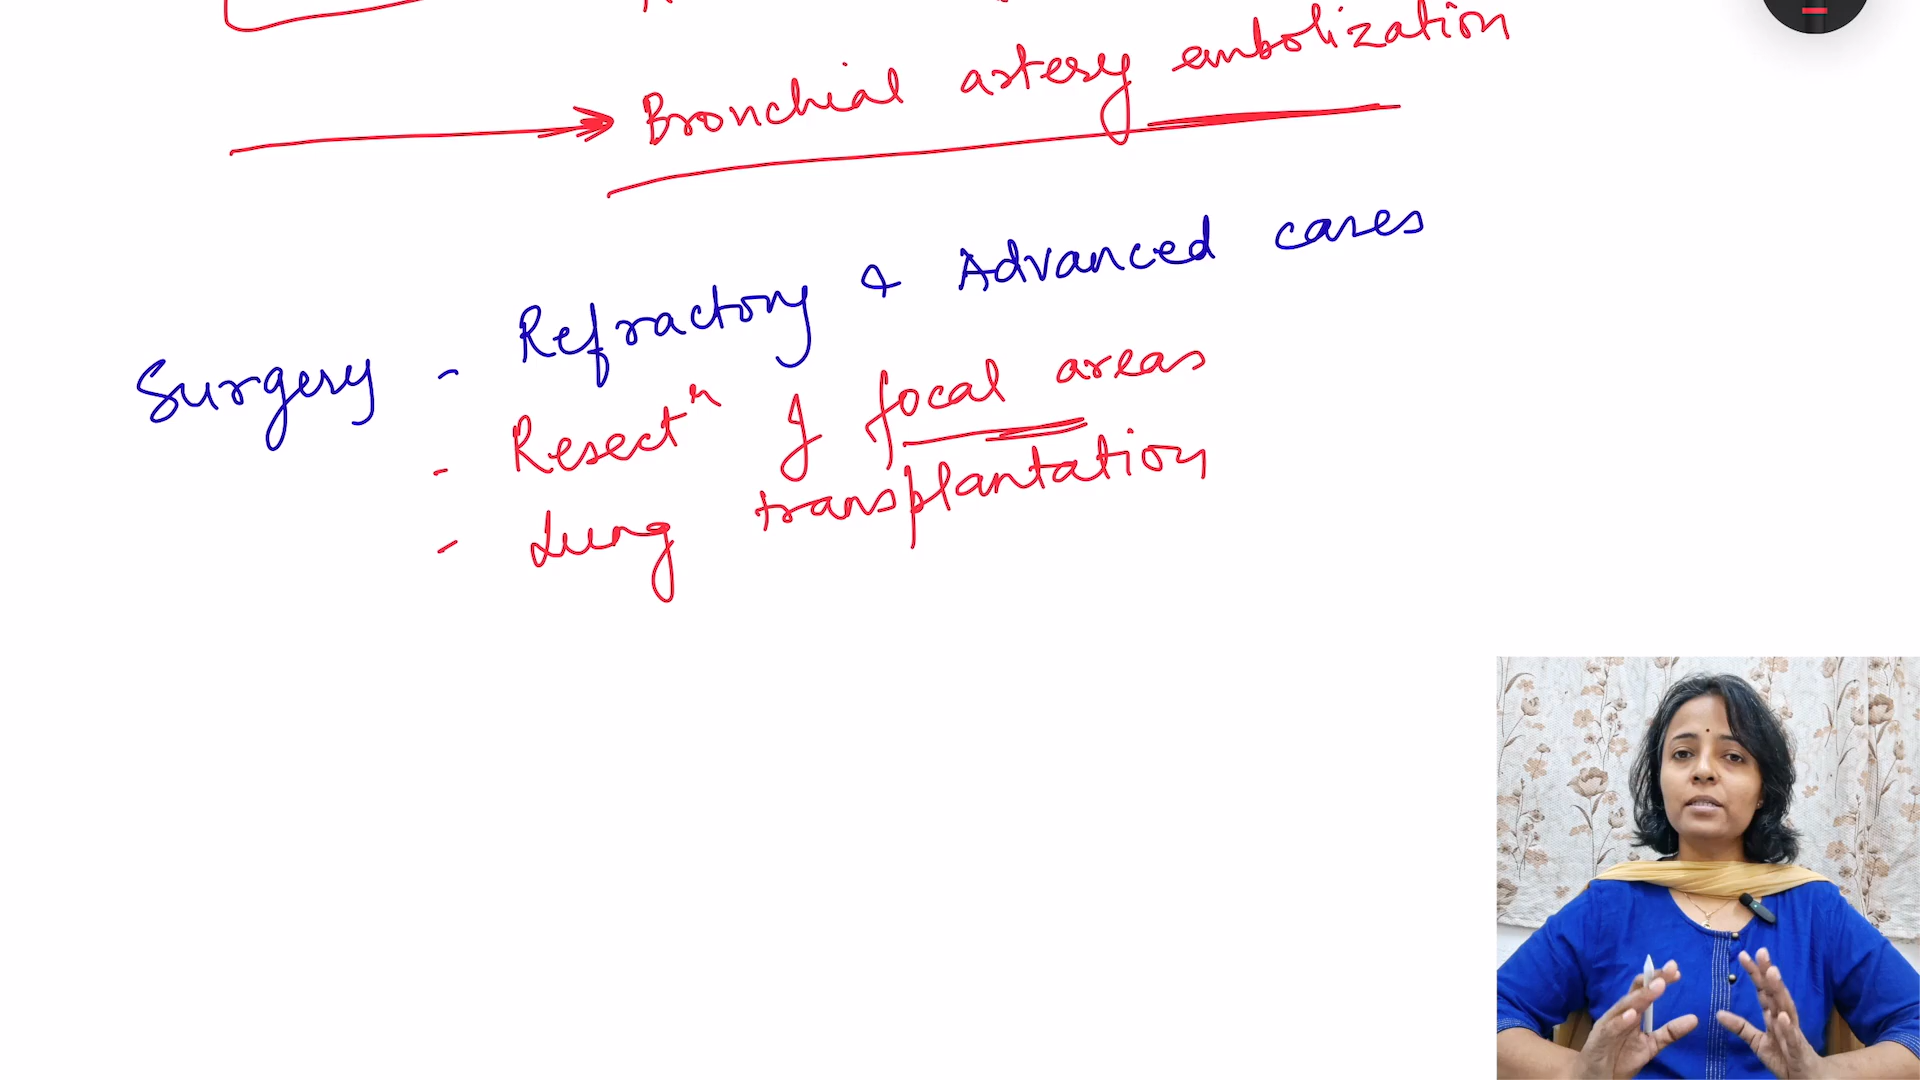 Bronchial artery embolization
Surgery - Refractory & Advanced cases
- Resectⁿ of focal areas
- Lung transplantation